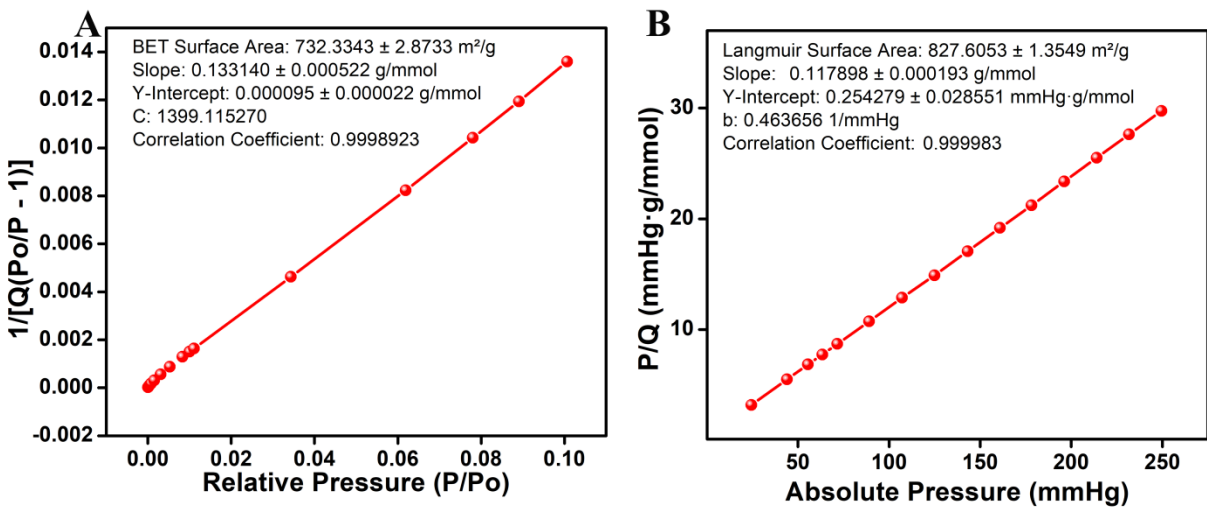 A
BET Surface Area: 732.3343 ± 2.8733 m²/g
Slope: 0.133140 ± 0.000522 g/mmol
Y-Intercept: 0.000095 ± 0.000022 g/mmol
C: 1399.115270
Correlation Coefficient: 0.9998923
1/[Q(Po/P - 1)]
0.014
0.012
0.010
0.008
0.006
0.004
0.002
0.000
-0.002
0.00 0.02 0.04 0.06 0.08 0.10
Relative Pressure (P/Po)
B
Langmuir Surface Area: 827.6053 ± 1.3549 m²/g
Slope: 0.117898 ± 0.000193 g/mmol
Y-Intercept: 0.254279 ± 0.028551 mmHg·g/mmol
b: 0.463656 1/mmHg
Correlation Coefficient: 0.999983
P/Q (mmHg·g/mmol)
30
20
10
50 100 150 200 250
Absolute Pressure (mmHg)